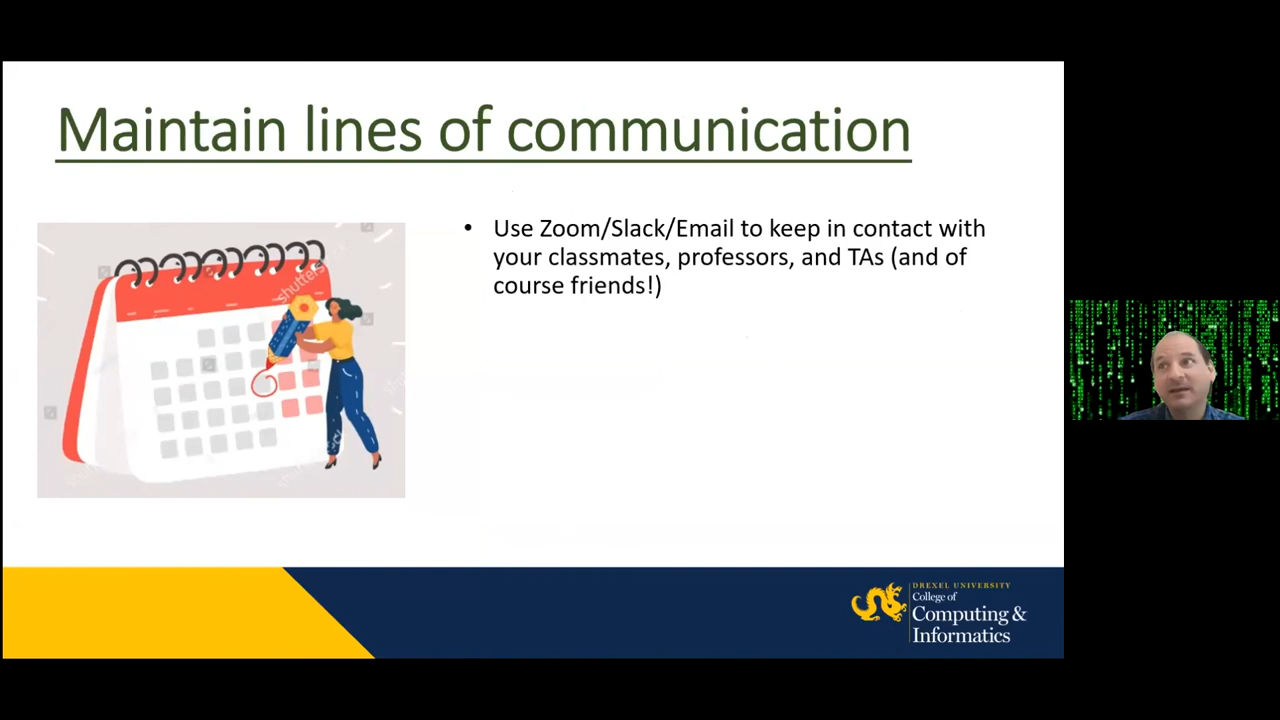 Maintain lines of communication
• Use Zoom/Slack/Email to keep in contact with
your classmates, professors, and TAs (and of
course friends!)
shutterstock
DREXEL UNIVERSITY
College of
Computing &
Informatics